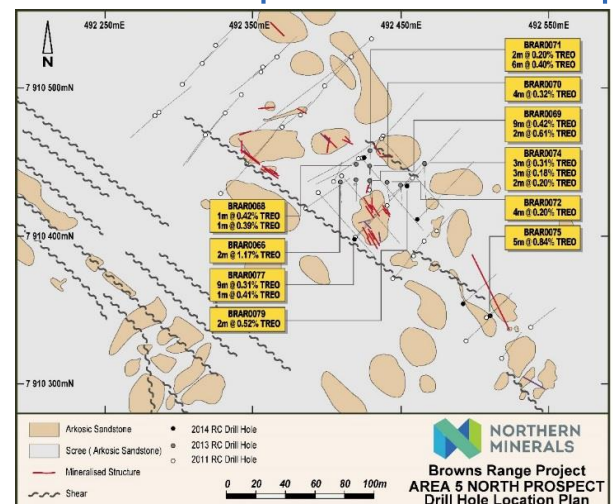 492 250mE
492 350mE
492 450mE
492 550mE
N
7 910 500mN
7 910 400mN
7 910 300mN
BRAR0071
2m @ 0.20% TREO
6m @ 0.40% TREO
BRAR0070
4m @ 0.32% TREO
BRAR0069
9m @ 0.42% TREO
2m @ 0.61% TREO
BRAR0074
3m @ 0.31% TREO
3m @ 0.18% TREO
2m @ 0.20% TREO
BRAR0072
4m @ 0.20% TREO
BRAR0075
5m @ 0.84% TREO
BRAR0068
1m @ 0.42% TREO
1m @ 0.39% TREO
BRAR0066
2m @ 1.17% TREO
BRAR0077
9m @ 0.31% TREO
1m @ 0.41% TREO
BRAR0079
2m @ 0.52% TREO
Arkosic Sandstone
Scree ( Arkosic Sandstone)
Mineralised Structure
Shear
2014 RC Drill Hole
2013 RC Drill Hole
2011 RC Drill Hole
0 20 40 60 80 100m
NORTHERN
MINERALS
Browns Range Project
AREA 5 NORTH PROSPECT
Drill Hole Location Plan